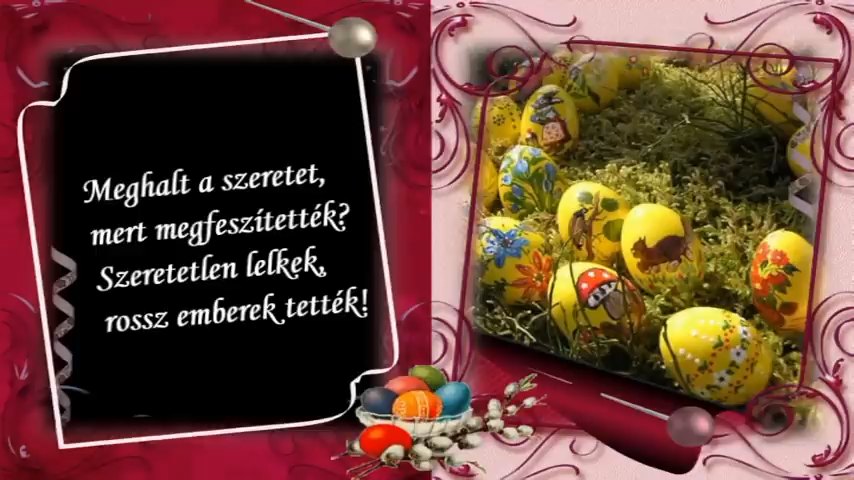 Meghalt a szeretet,
mert megfeszítették?
Szeretetlen lelkek,
rossz emberek tették!